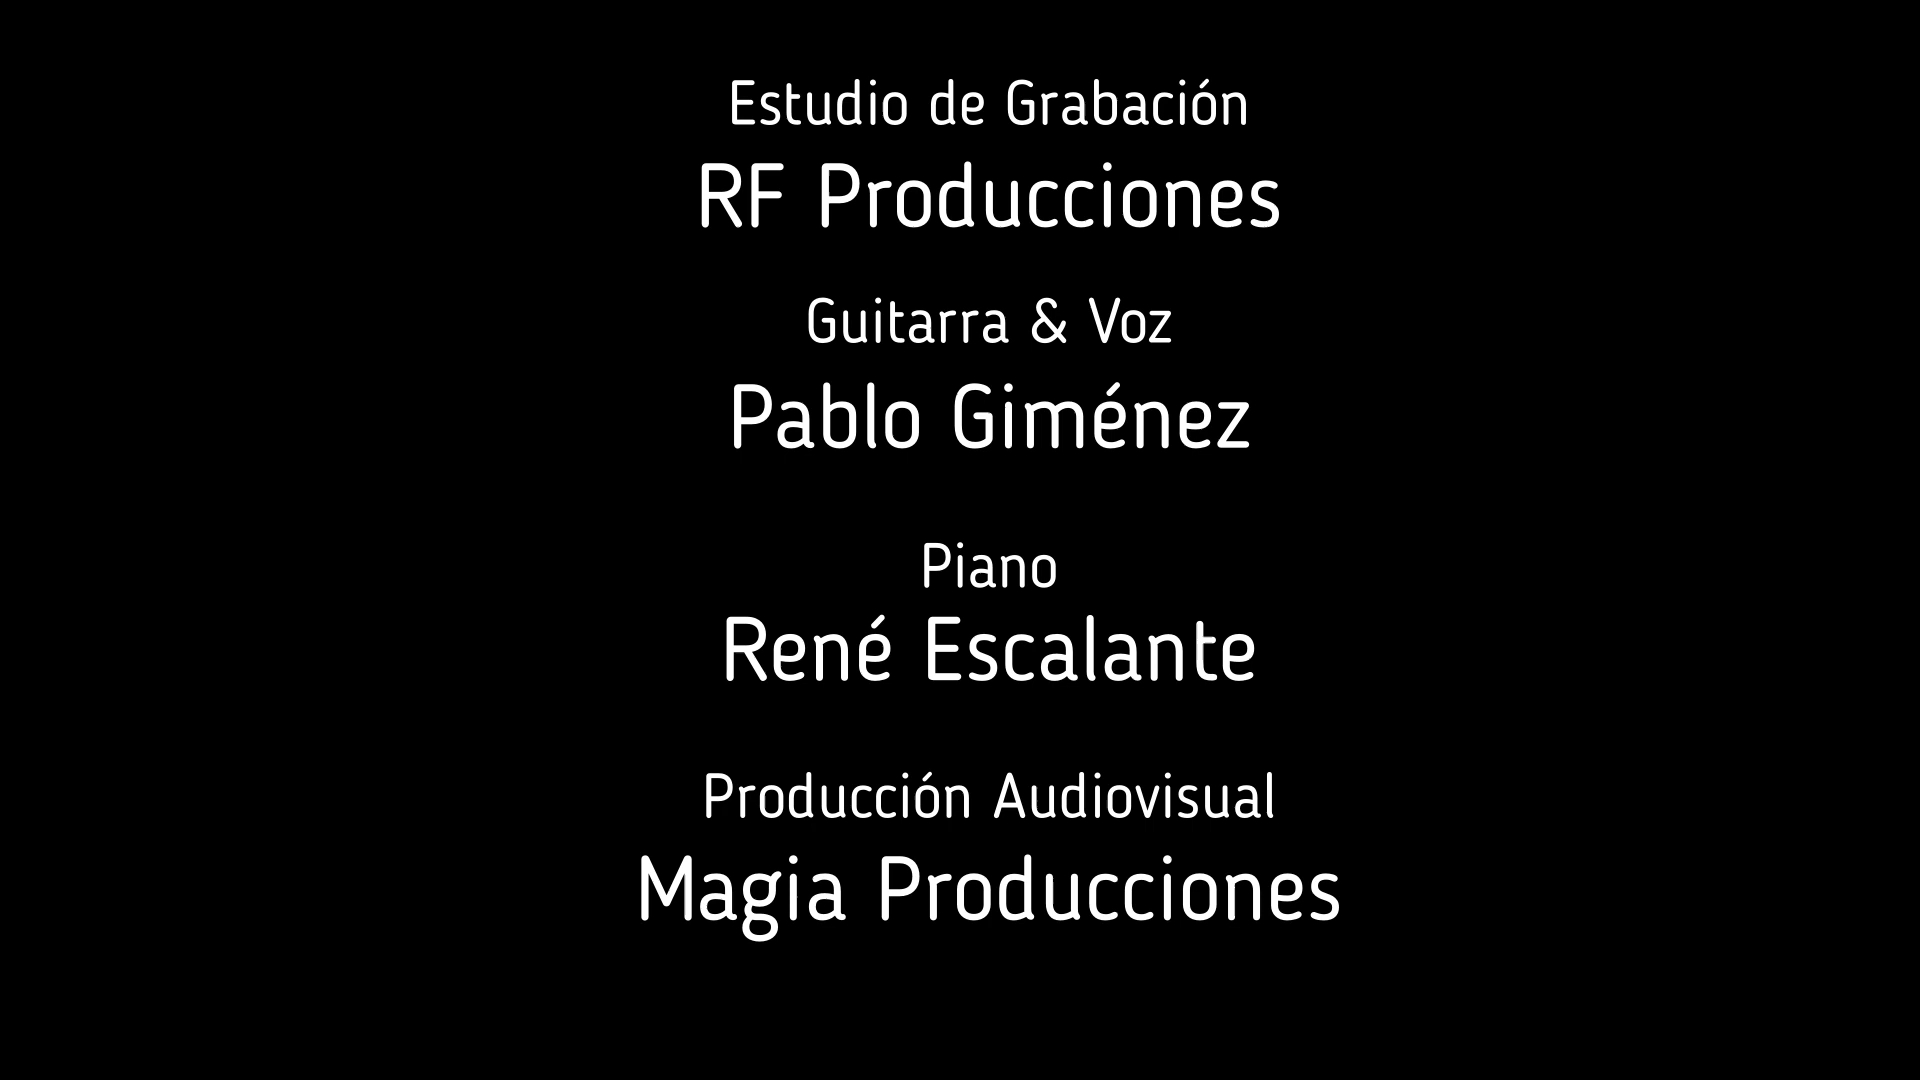 Estudio de Grabación
RF Producciones
Guitarra & Voz
Pablo Giménez
Piano
René Escalante
Producción Audiovisual
Magia Producciones